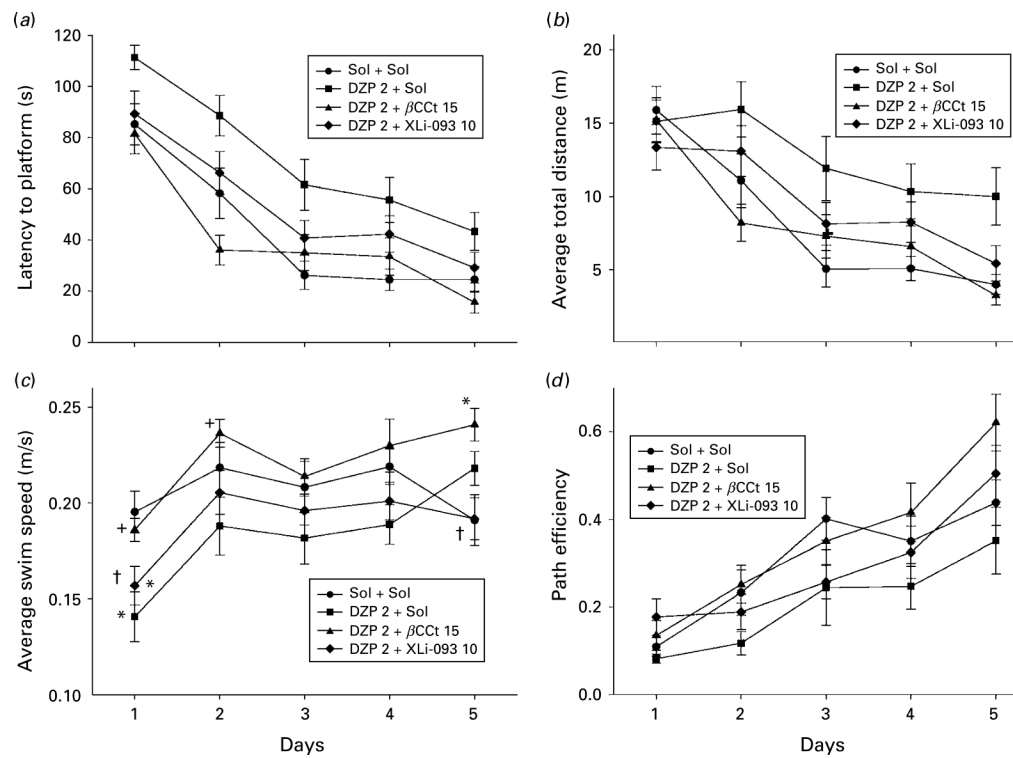 (a)
120
100
80
60
40
20
0
Latency to platform (s)
Sol + Sol
DZP 2 + Sol
DZP 2 + βCCt 15
DZP 2 + XLi-093 10
(b)
20
15
10
5
Average total distance (m)
Sol + Sol
DZP 2 + Sol
DZP 2 + βCCt 15
DZP 2 + XLi-093 10
(c)
0.25
0.20
0.15
0.10
Average swim speed (m/s)
+
†
*
*
+
*
†
Sol + Sol
DZP 2 + Sol
DZP 2 + βCCt 15
DZP 2 + XLi-093 10
1 2 3 4 5
Days
(d)
0.6
0.4
0.2
0.0
Path efficiency
Sol + Sol
DZP 2 + Sol
DZP 2 + βCCt 15
DZP 2 + XLi-093 10
1 2 3 4 5
Days